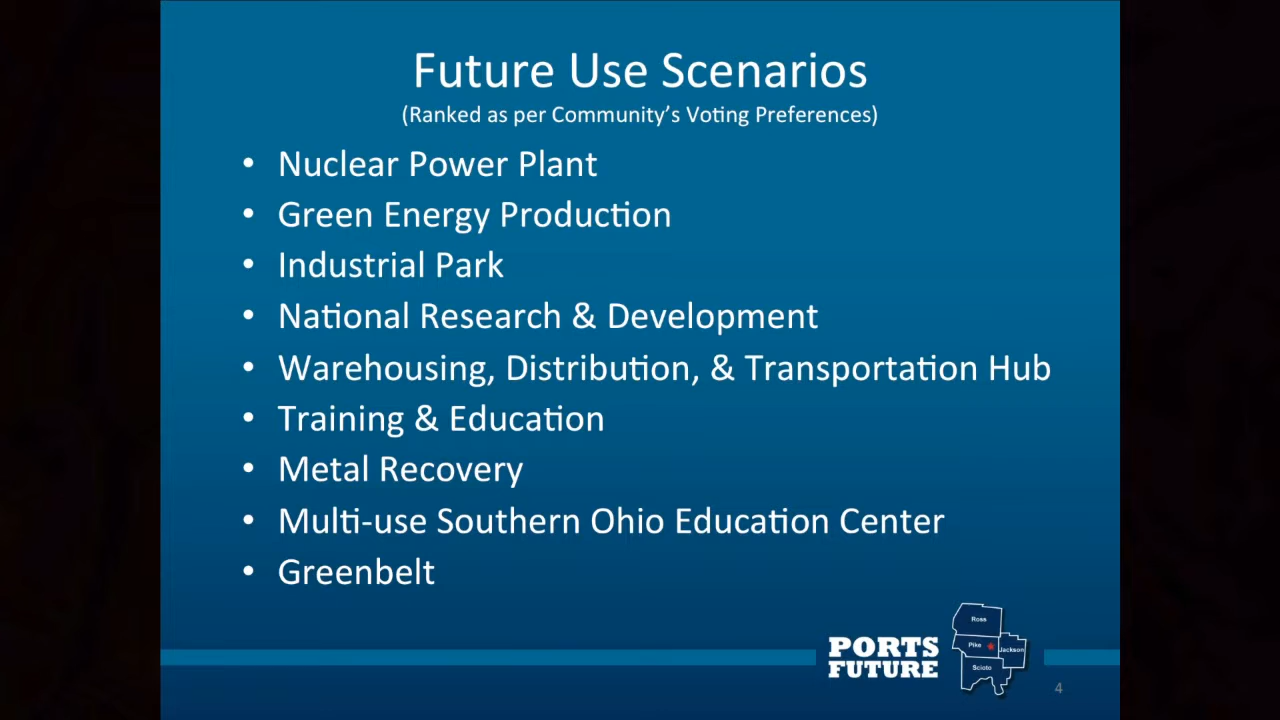 Future Use Scenarios
(Ranked as per Community's Voting Preferences)
• Nuclear Power Plant
• Green Energy Production
• Industrial Park
• National Research & Development
• Warehousing, Distribution, & Transportation Hub
• Training & Education
• Metal Recovery
• Multi-use Southern Ohio Education Center
• Greenbelt
PORTS
FUTURE
Ross
Pike
Jackson
Scioto
4